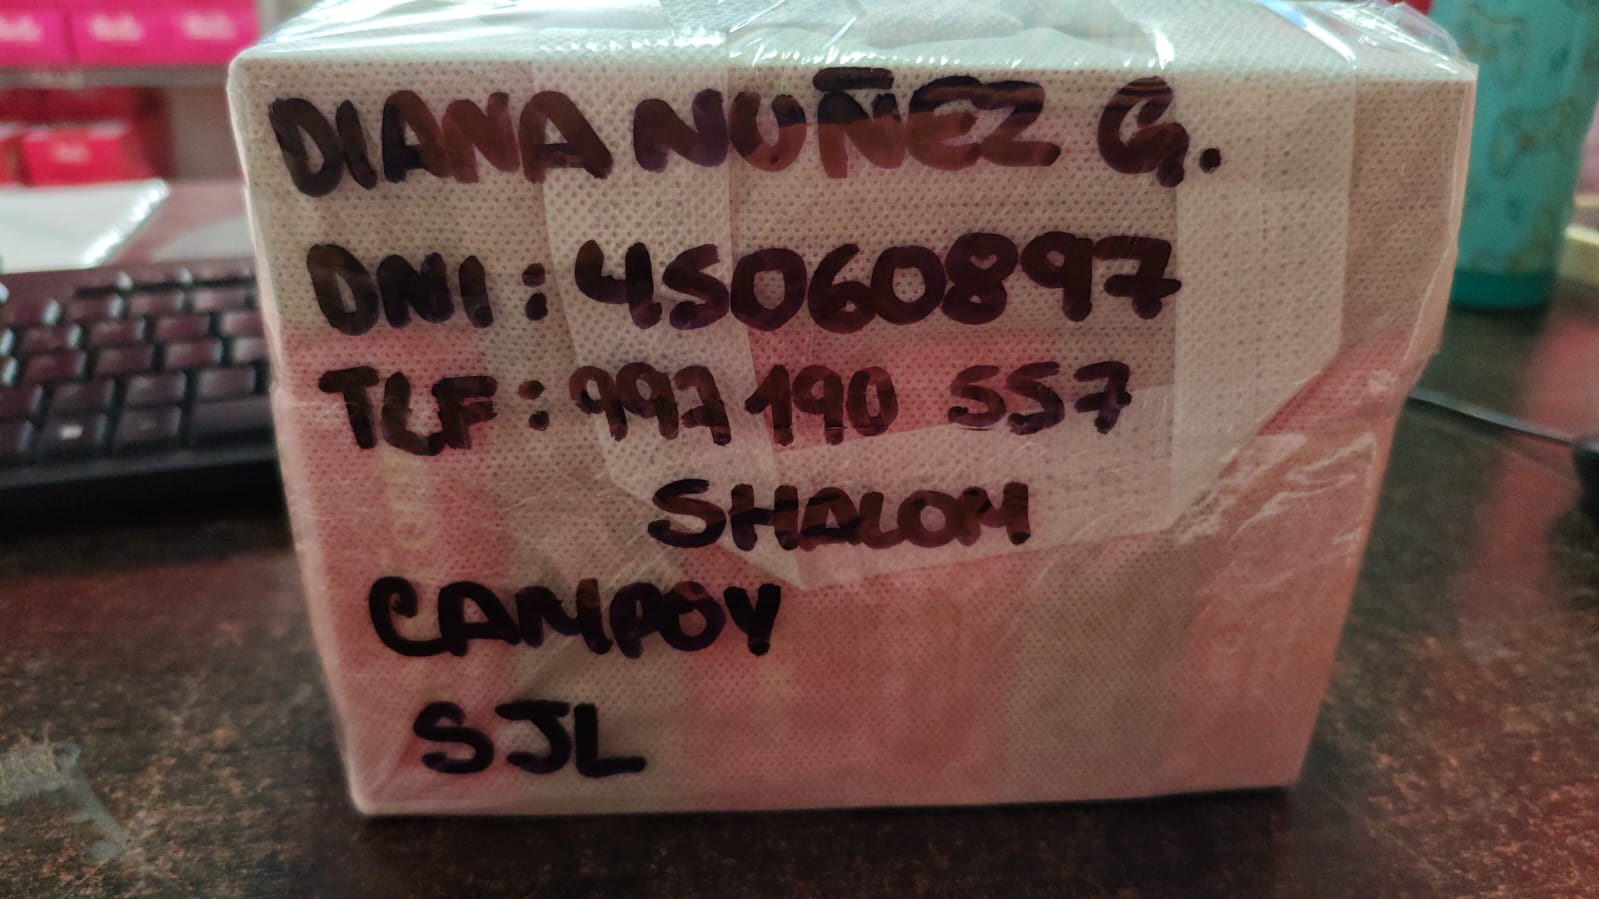 DIANA NUÑEZ G.
DNI: 45060897
TLF: 997 190 557
SHALOM
CAMPOY
SJL